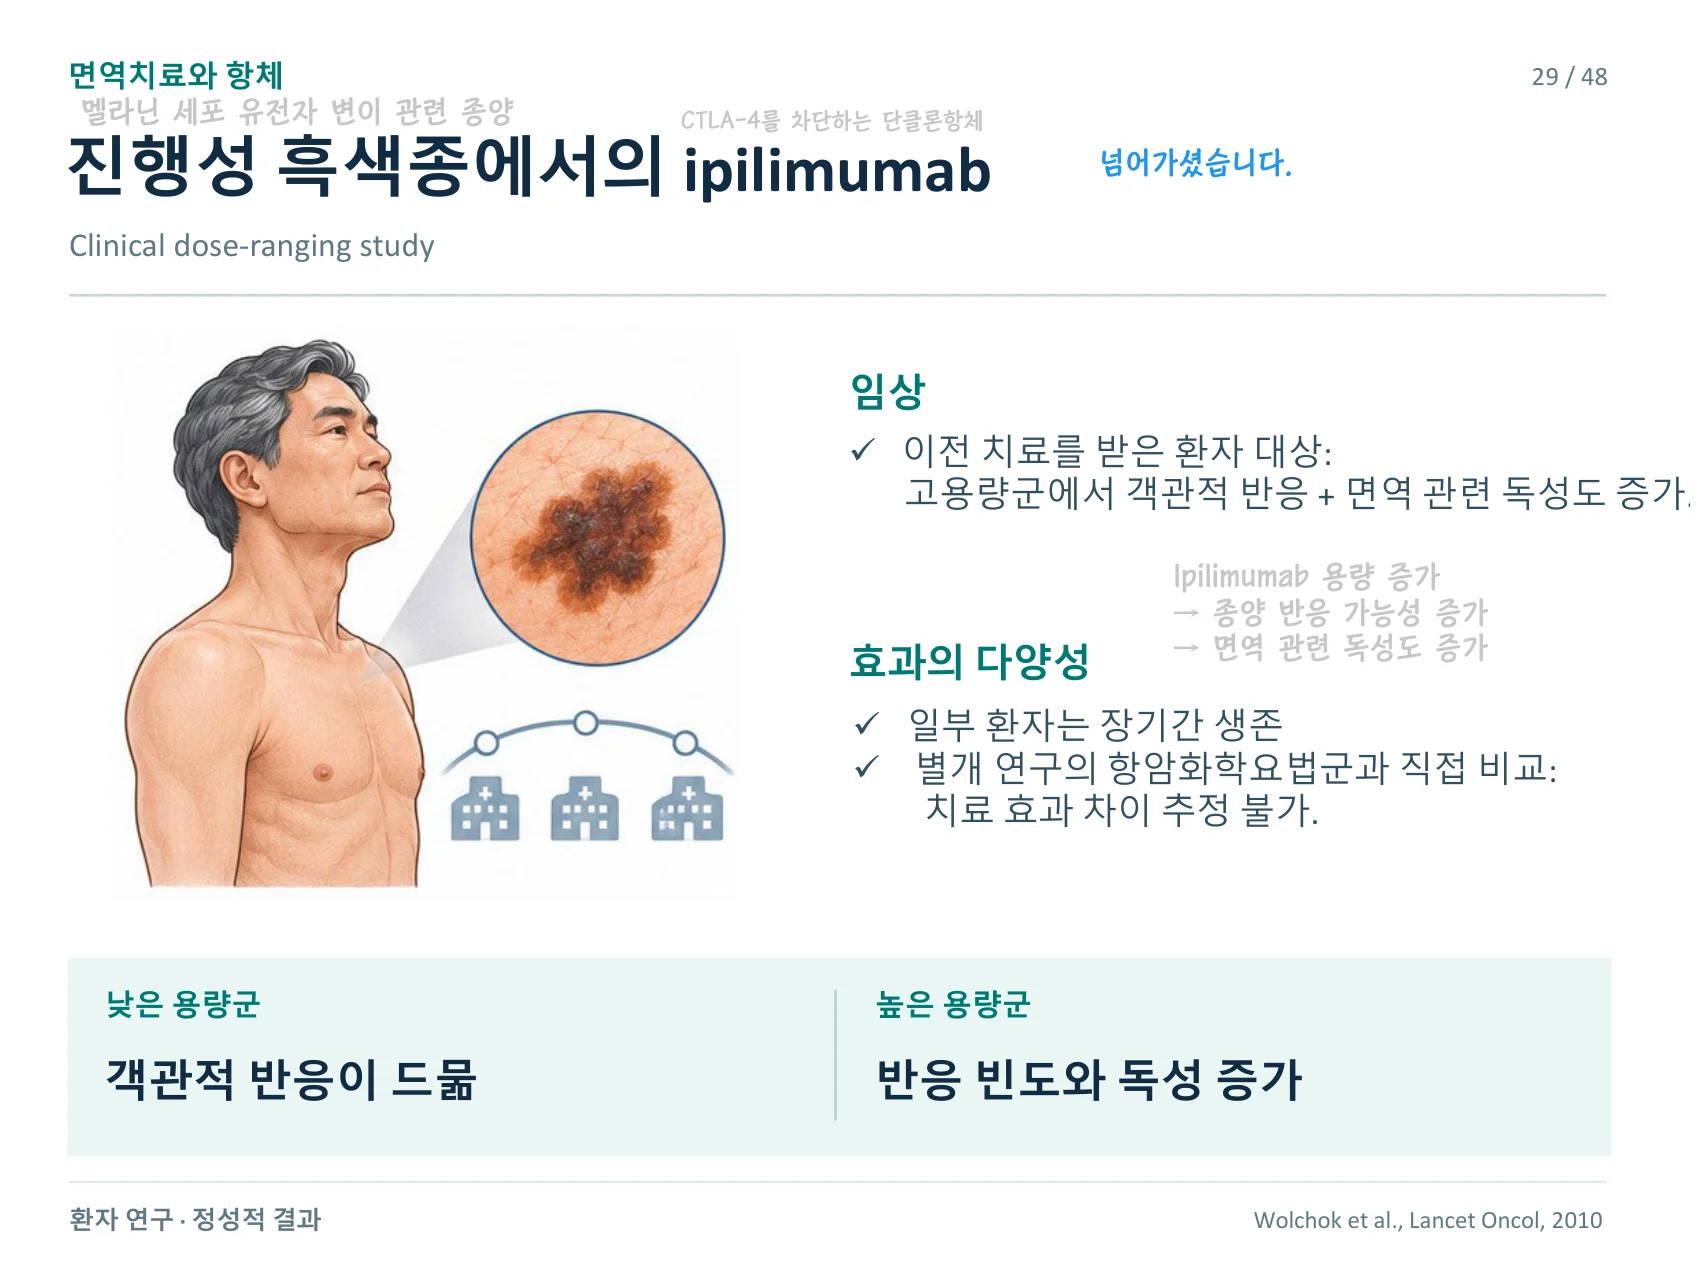 면역치료와 항체
29 / 48
멜라닌 세포 유전자 변이 관련 종양
CTLA-4를 차단하는 단클론항체
진행성 흑색종에서의 ipilimumab
넘어가셨습니다.
Clinical dose-ranging study
임상
✓ 이전 치료를 받은 환자 대상:
고용량군에서 객관적 반응 + 면역 관련 독성도 증가.
Ipilimumab 용량 증가
→ 종양 반응 가능성 증가
→ 면역 관련 독성도 증가
효과의 다양성
✓ 일부 환자는 장기간 생존
✓ 별개 연구의 항암화학요법군과 직접 비교:
치료 효과 차이 추정 불가.
낮은 용량군
객관적 반응이 드묾
높은 용량군
반응 빈도와 독성 증가
환자 연구 · 정성적 결과
Wolchok et al., Lancet Oncol, 2010